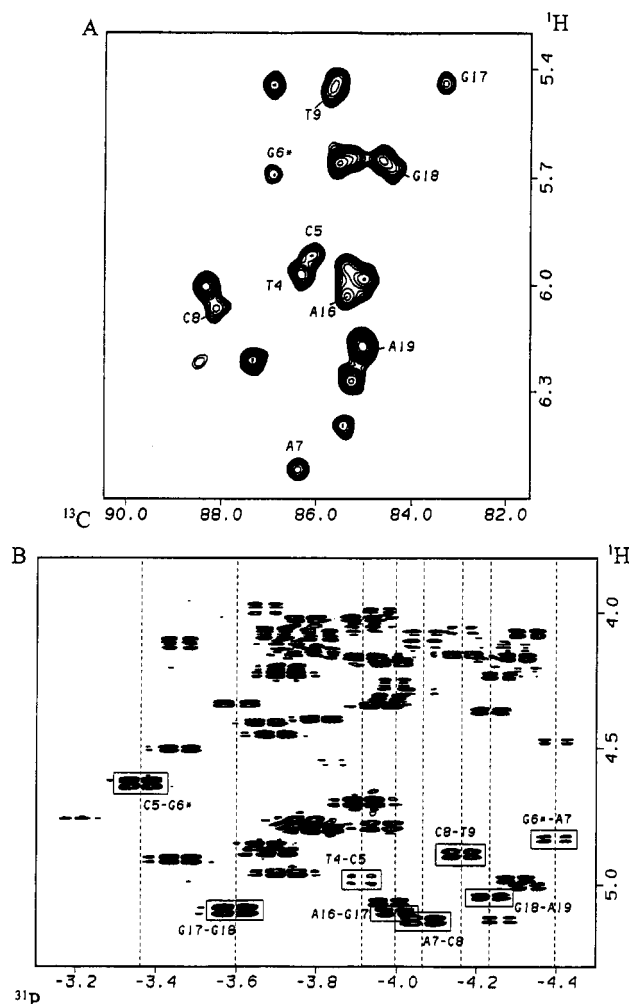 A
¹H
5.4
G17
T9
G6*
5.7
G18
C5
T4
6.0
A16
C8
A19
6.3
A7
¹³C
90.0 88.0 86.0 84.0 82.0
B
¹H
4.0
4.5
C5-G6*
C8-T9
G6*-A7
T4-C5
5.0
A16-G17
G18-A19
G17-G18
A7-C8
-3.2 -3.4 -3.6 -3.8 -4.0 -4.2 -4.4
³¹P